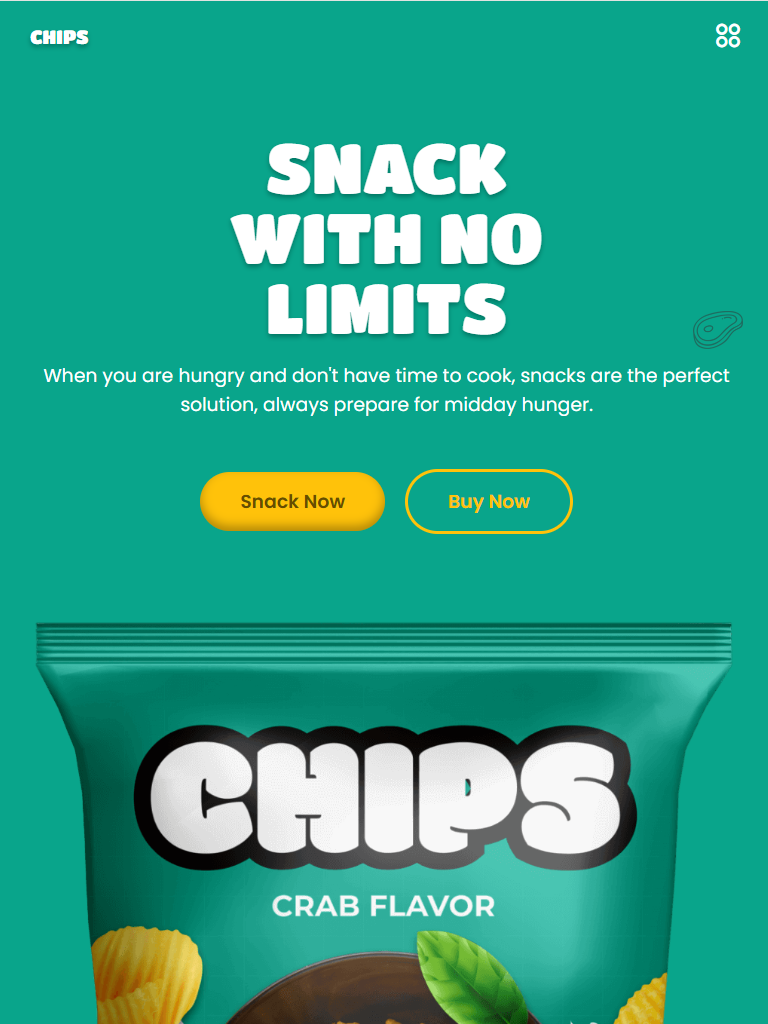 CHIPS
SNACK
WITH NO
LIMITS
When you are hungry and don't have time to cook, snacks are the perfect
solution, always prepare for midday hunger.
Snack Now
Buy Now
CHIPS
CRAB FLAVOR